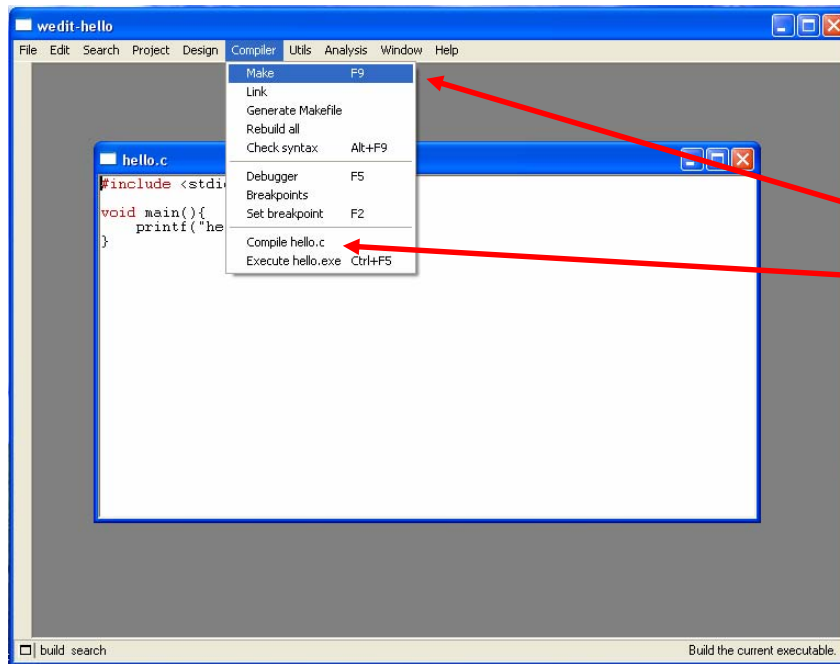 wedit-hello
File Edit Search Project Design Compiler Utils Analysis Window Help
Make F9
Link
Generate Makefile
Rebuild all
Check syntax Alt+F9
Debugger F5
Breakpoints
Set breakpoint F2
Compile hello.c
Execute hello.exe Ctrl+F5
hello.c
#include <stdi
void main(){
printf("he
}
build search
Build the current executable.